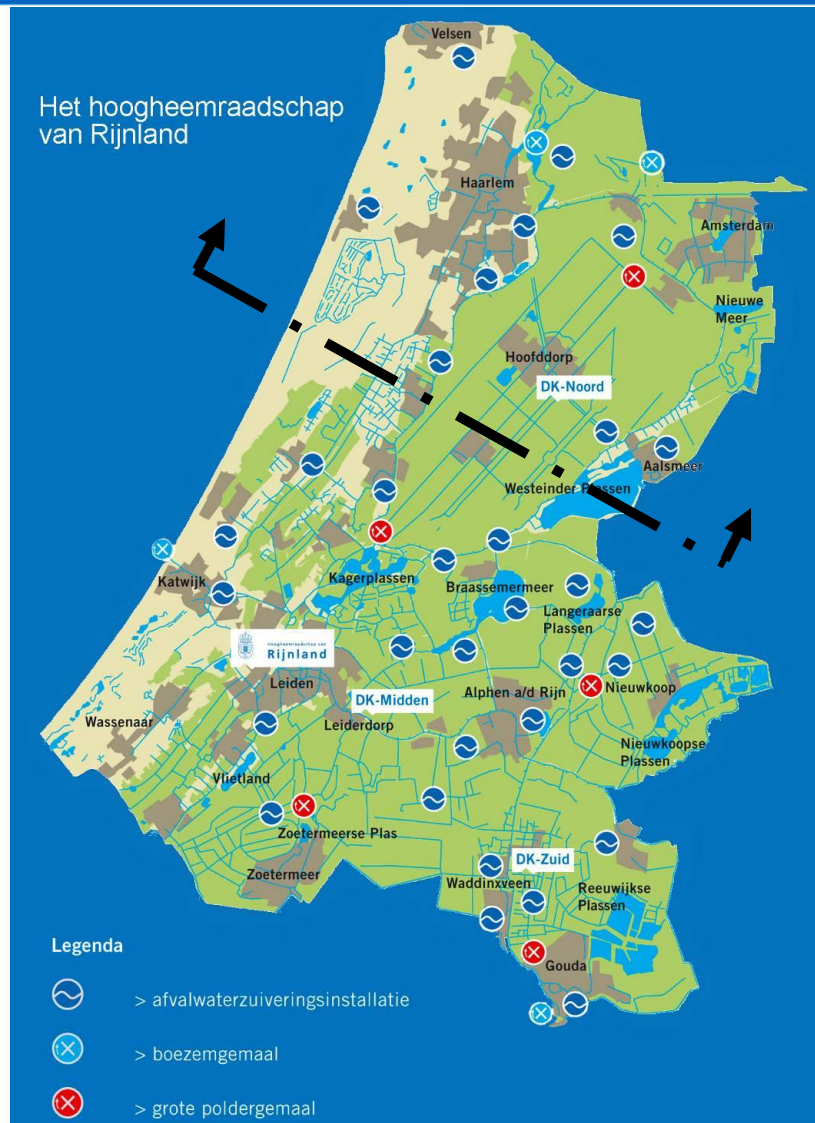 Velsen
Het hoogheemraadschap
van Rijnland
Haarlem
Amsterdam
Nieuwe
Meer
Hoofddorp
DK-Noord
Aalsmeer
Westeinder Plassen
Katwijk
Kagerplassen
Braassemermeer
Langeraarse
Plassen
hoogheemraadschap van
Rijnland
Leiden
DK-Midden
Alphen a/d Rijn
Nieuwkoop
Wassenaar
Leiderdorp
Nieuwkoopse
Plassen
Vlietland
Zoetermeerse Plas
Zoetermeer
DK-Zuid
Waddinxveen
Reeuwijkse
Plassen
Gouda
Legenda
> afvalwaterzuiveringsinstallatie
> boezemgemaal
> grote poldergemaal